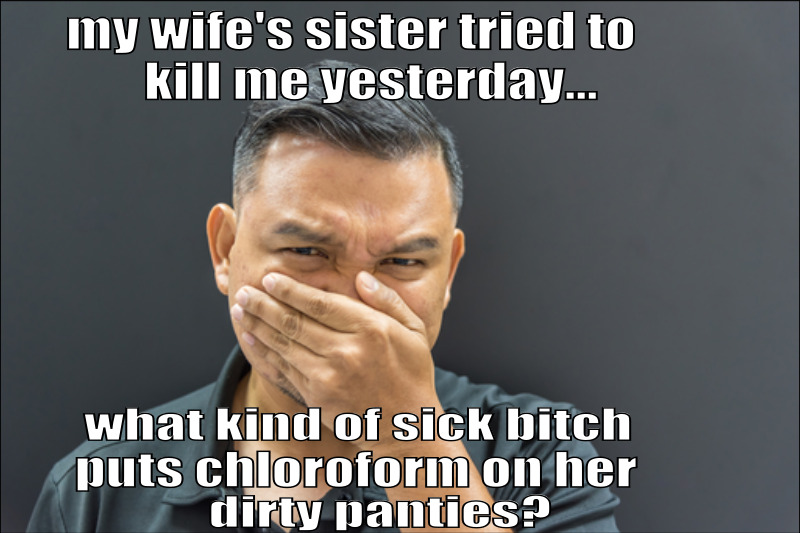 my wife's sister tried to
kill me yesterday...
what kind of sick bitch
puts chloroform on her
dirty panties?